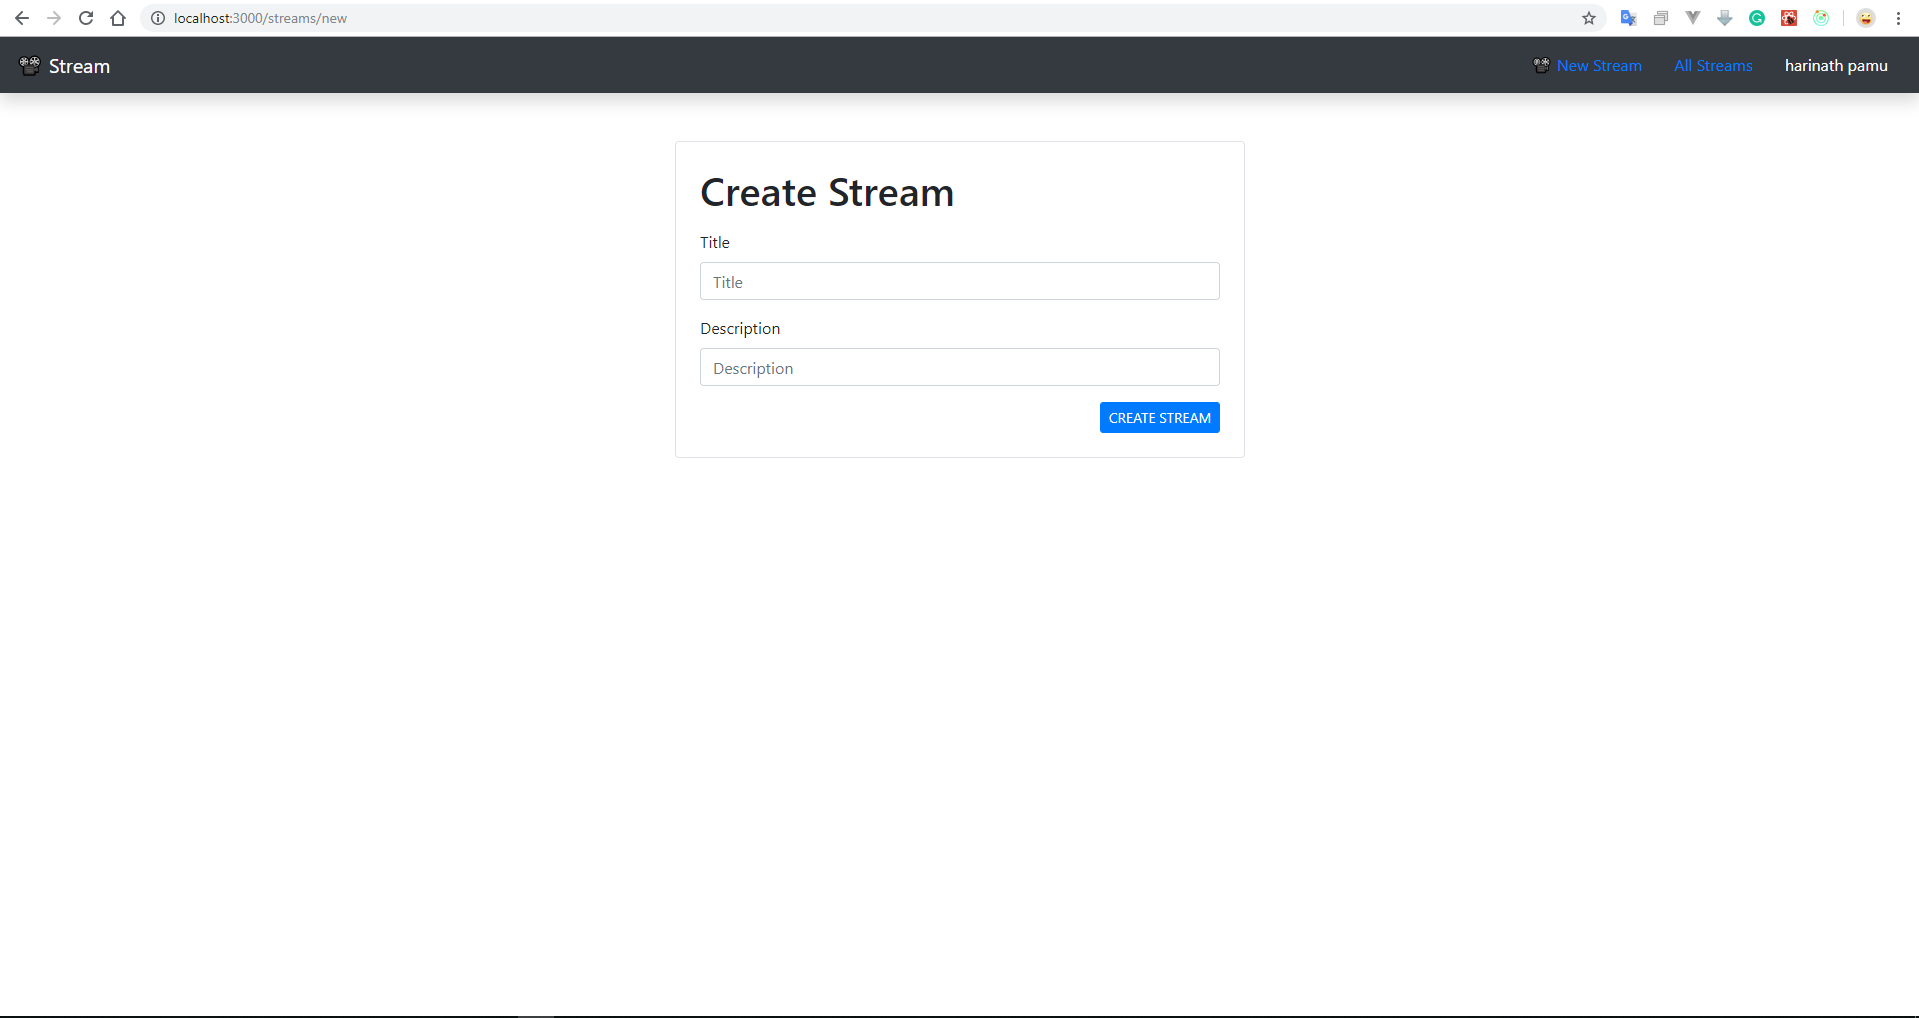 localhost:3000/streams/new
Stream
New Stream
All Streams
harinath pamu
Create Stream
Title
Title
Description
Description
CREATE STREAM